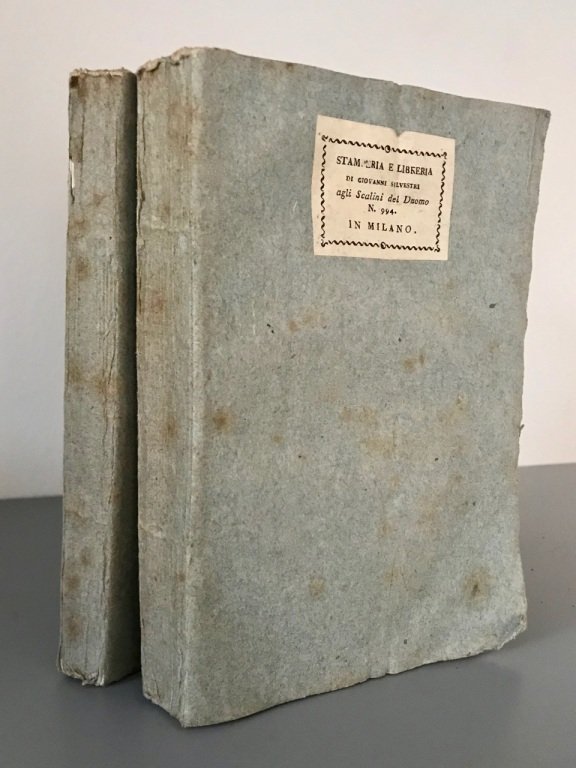 STAMPERIA E LIBRERIA
DI GIOVANNI SILVESTRI
agli Scalini del Duomo
N. 994.
IN MILANO.